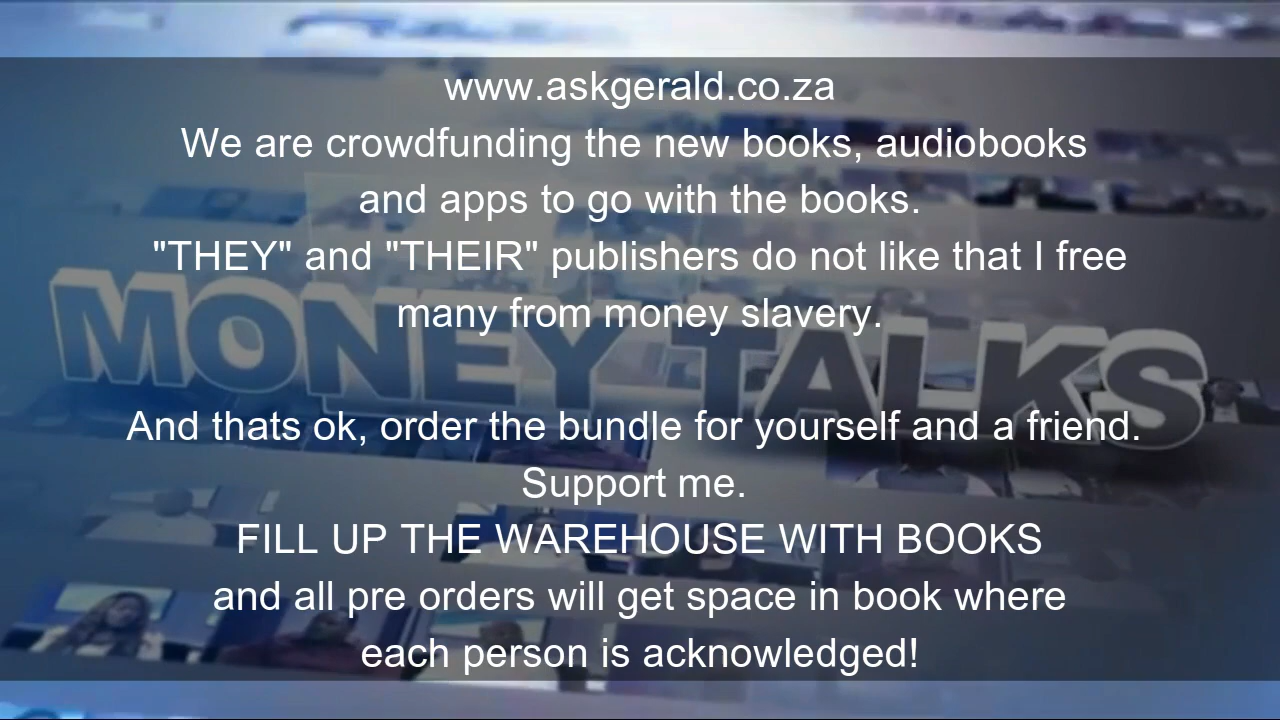 www.askgerald.co.za
We are crowdfunding the new books, audiobooks
and apps to go with the books.
"THEY" and "THEIR" publishers do not like that I free
many from money slavery.
MONEY TALKS
And thats ok, order the bundle for yourself and a friend.
Support me.
FILL UP THE WAREHOUSE WITH BOOKS
and all pre orders will get space in book where
each person is acknowledged!